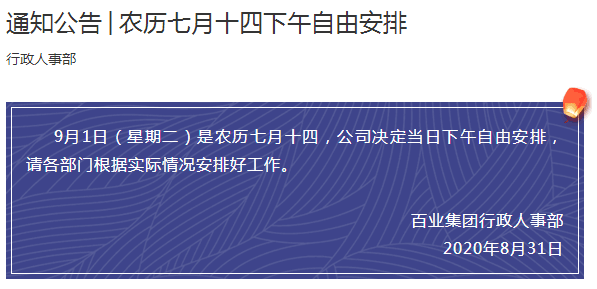 通知公告 | 农历七月十四下午自由安排
行政人事部
9月1日（星期二）是农历七月十四，公司决定当日下午自由安排，
请各部门根据实际情况安排好工作。
百业集团行政人事部
2020年8月31日